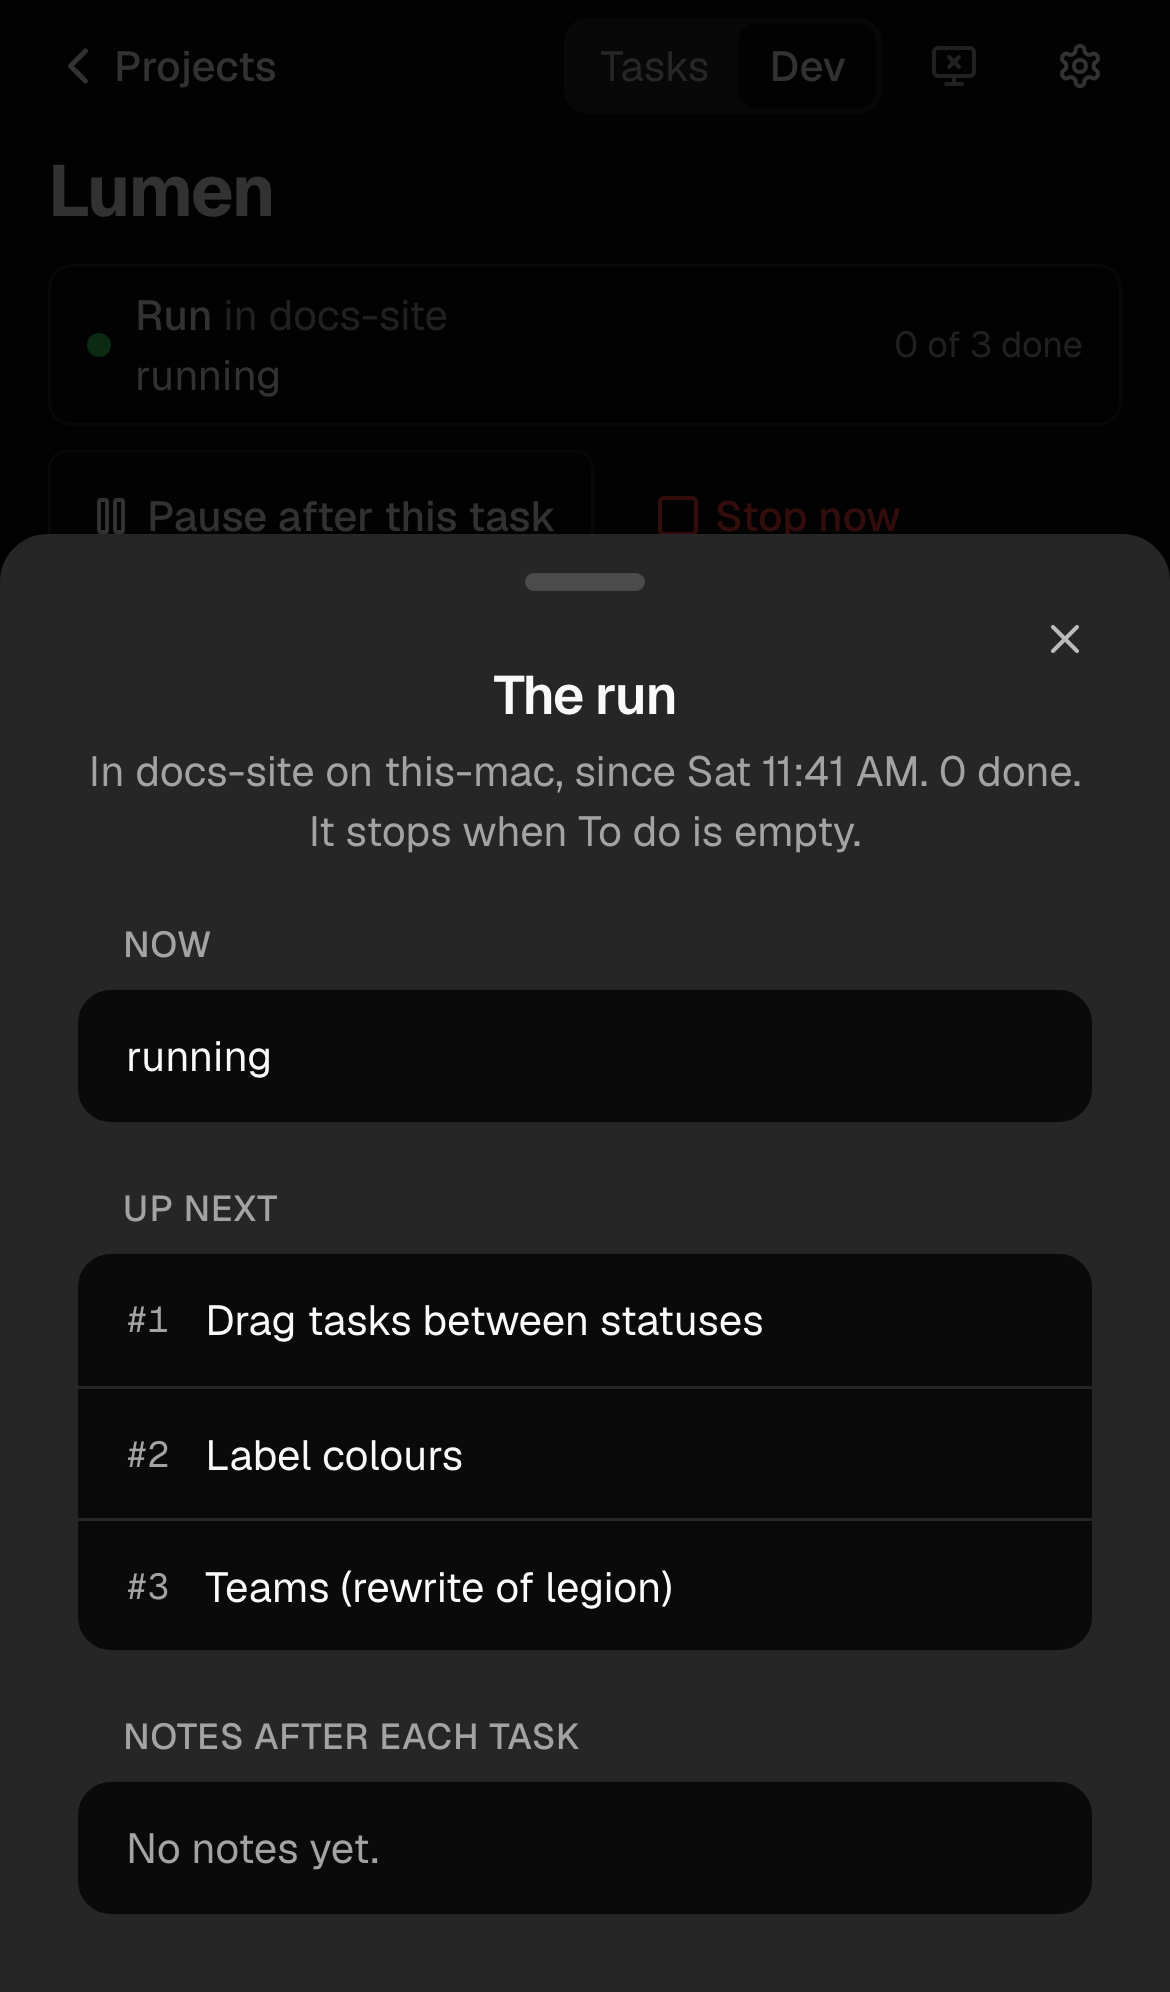 Projects
Tasks
Dev
Lumen
Run in docs-site
running
0 of 3 done
Pause after this task
Stop now
The run
In docs-site on this-mac, since Sat 11:41 AM. 0 done.
It stops when To do is empty.
NOW
running
UP NEXT
#1 Drag tasks between statuses
#2 Label colours
#3 Teams (rewrite of legion)
NOTES AFTER EACH TASK
No notes yet.